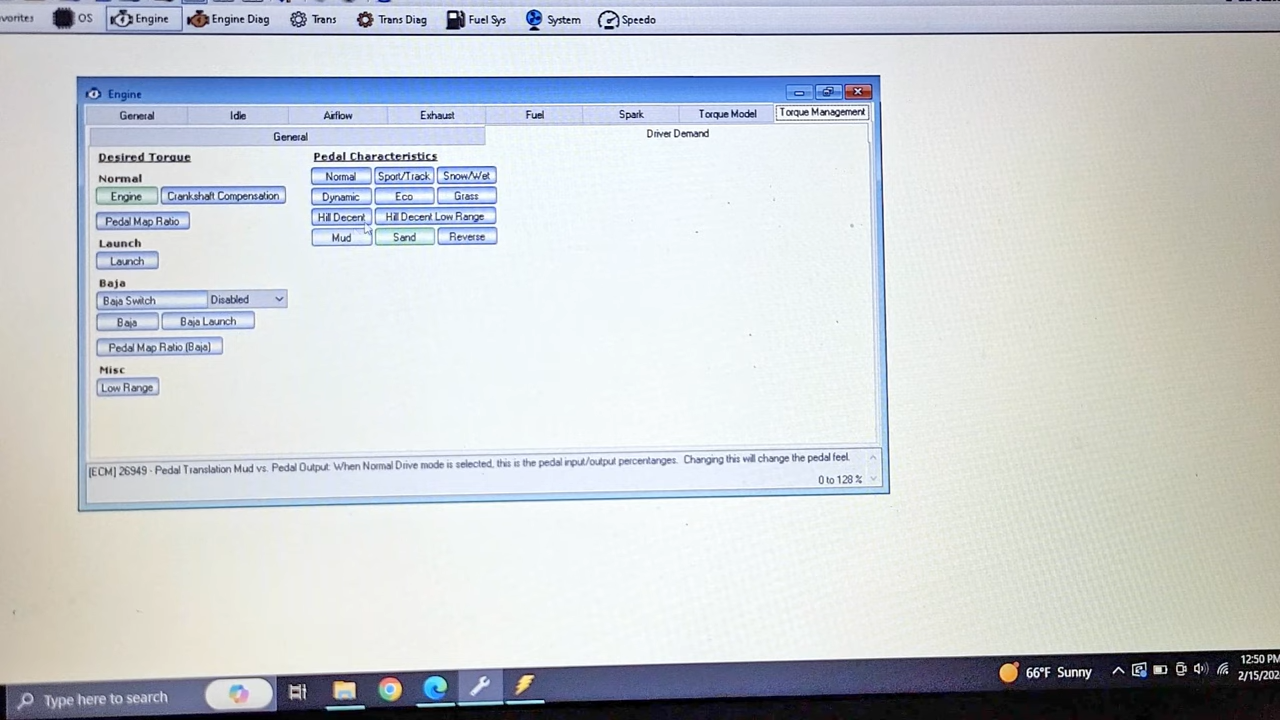 OS Engine Engine Diag Trans Trans Diag Fuel Sys System Speedo
Engine
General Idle Airflow Exhaust Fuel Spark Torque Model Torque Management
General Driver Demand
Desired Torque
Normal
Engine Crankshaft Compensation
Pedal Map Ratio
Launch
Launch
Baja
Baja Switch Disabled
Baja Baja Launch
Pedal Map Ratio (Baja)
Misc
Low Range
Pedal Characteristics
Normal Sport/Track Snow/Wet
Dynamic Eco Grass
Hill Decent Hill Decent Low Range
Mud Sand Reverse
[ECM] 26949 - Pedal Translation Mud vs. Pedal Output: When Normal Drive mode is selected, this is the pedal input/output percentanges. Changing this will change the pedal feel.
0 to 128 %
Type here to search
66°F Sunny
12:50 PM
2/15/202